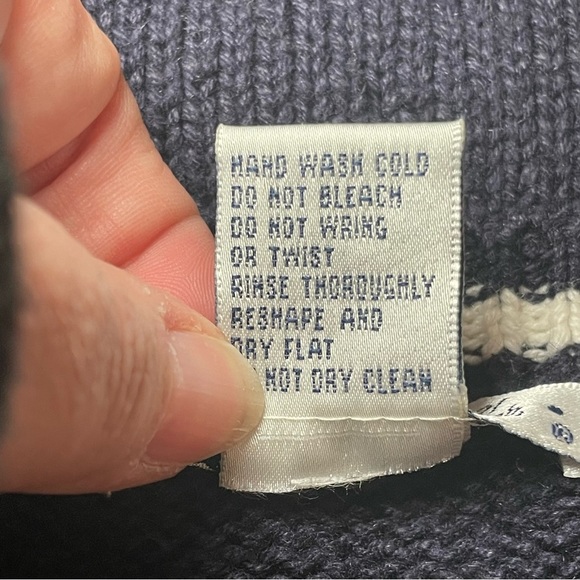 HAND WASH COLD
DO NOT BLEACH
DO NOT WRING
OR TWIST
RINSE THOROUGHLY
RESHAPE AND
DRY FLAT
NOT DRY CLEAN